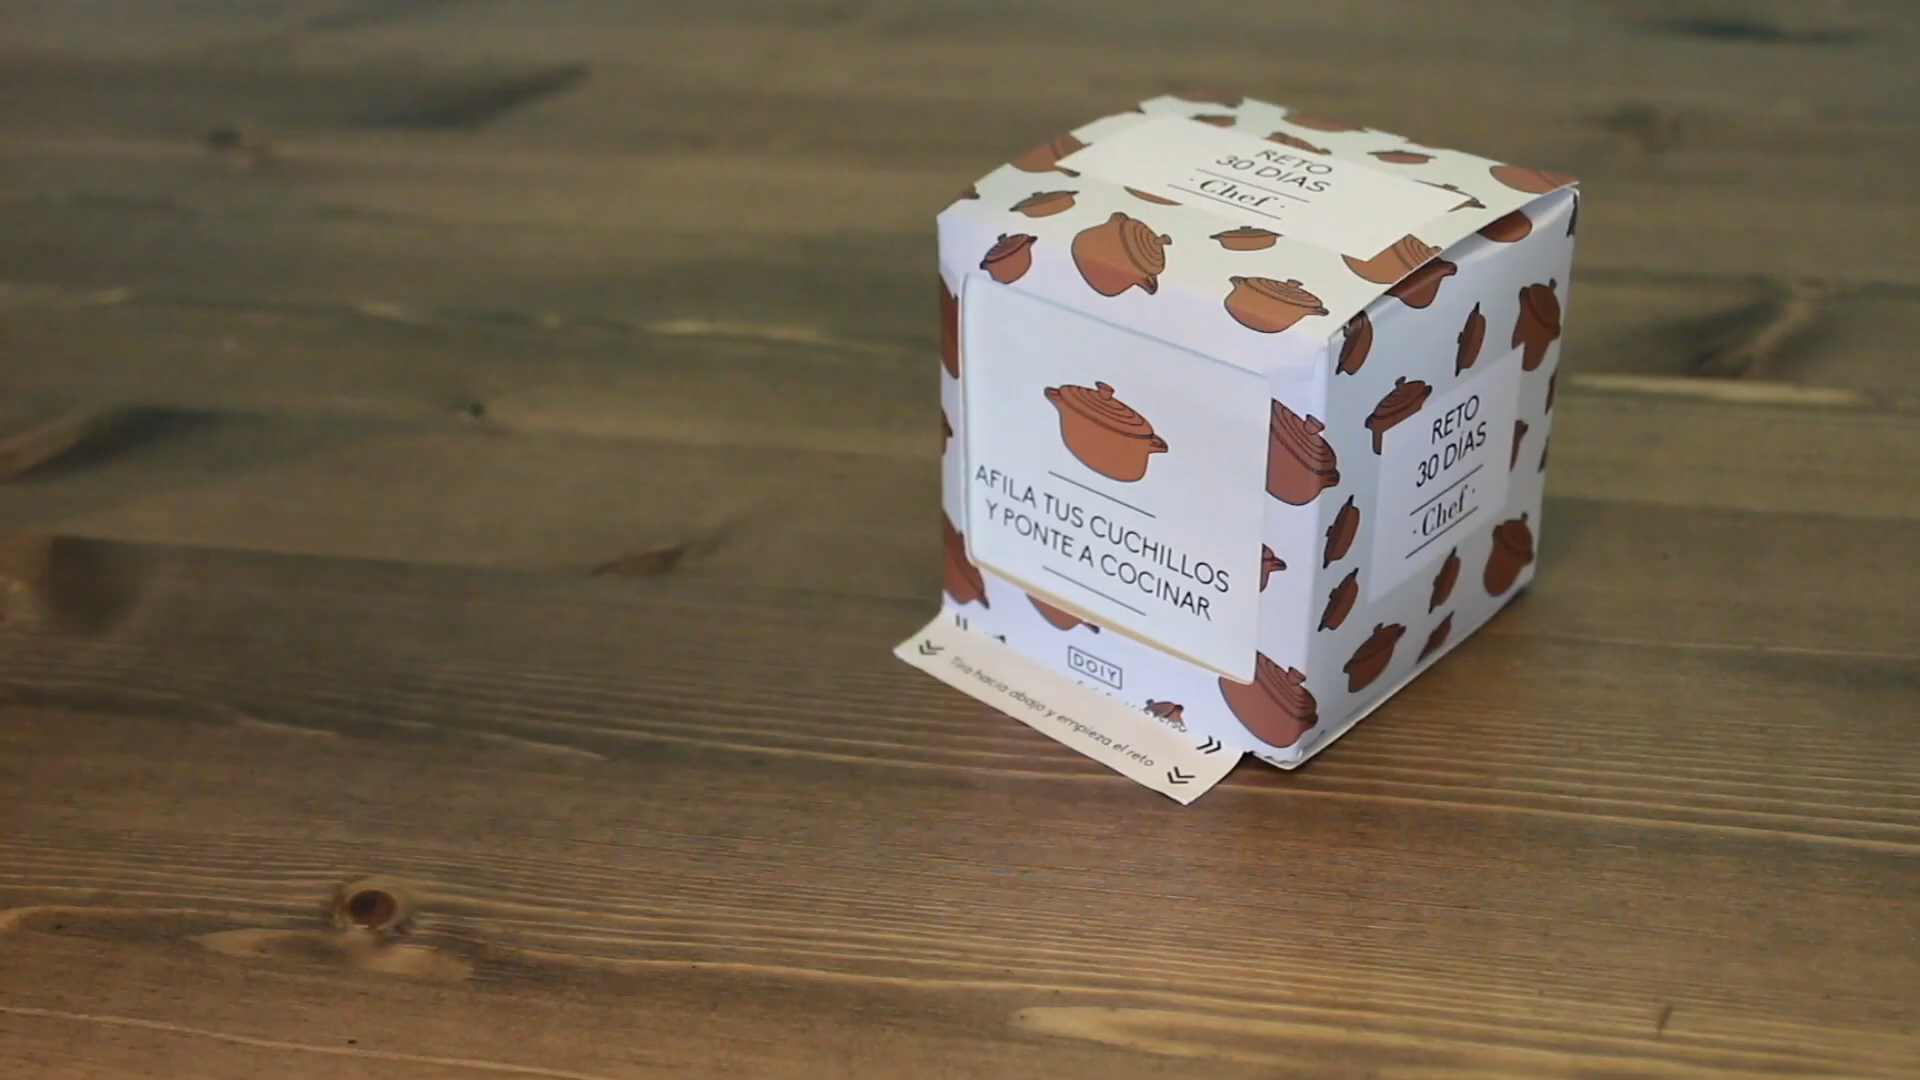 RETO
30 DÍAS
· Chef ·
AFILA TUS CUCHILLOS
Y PONTE A COCINAR
RETO
30 DÍAS
· Chef ·
DOIY
Tira hacia abajo y empieza el reto